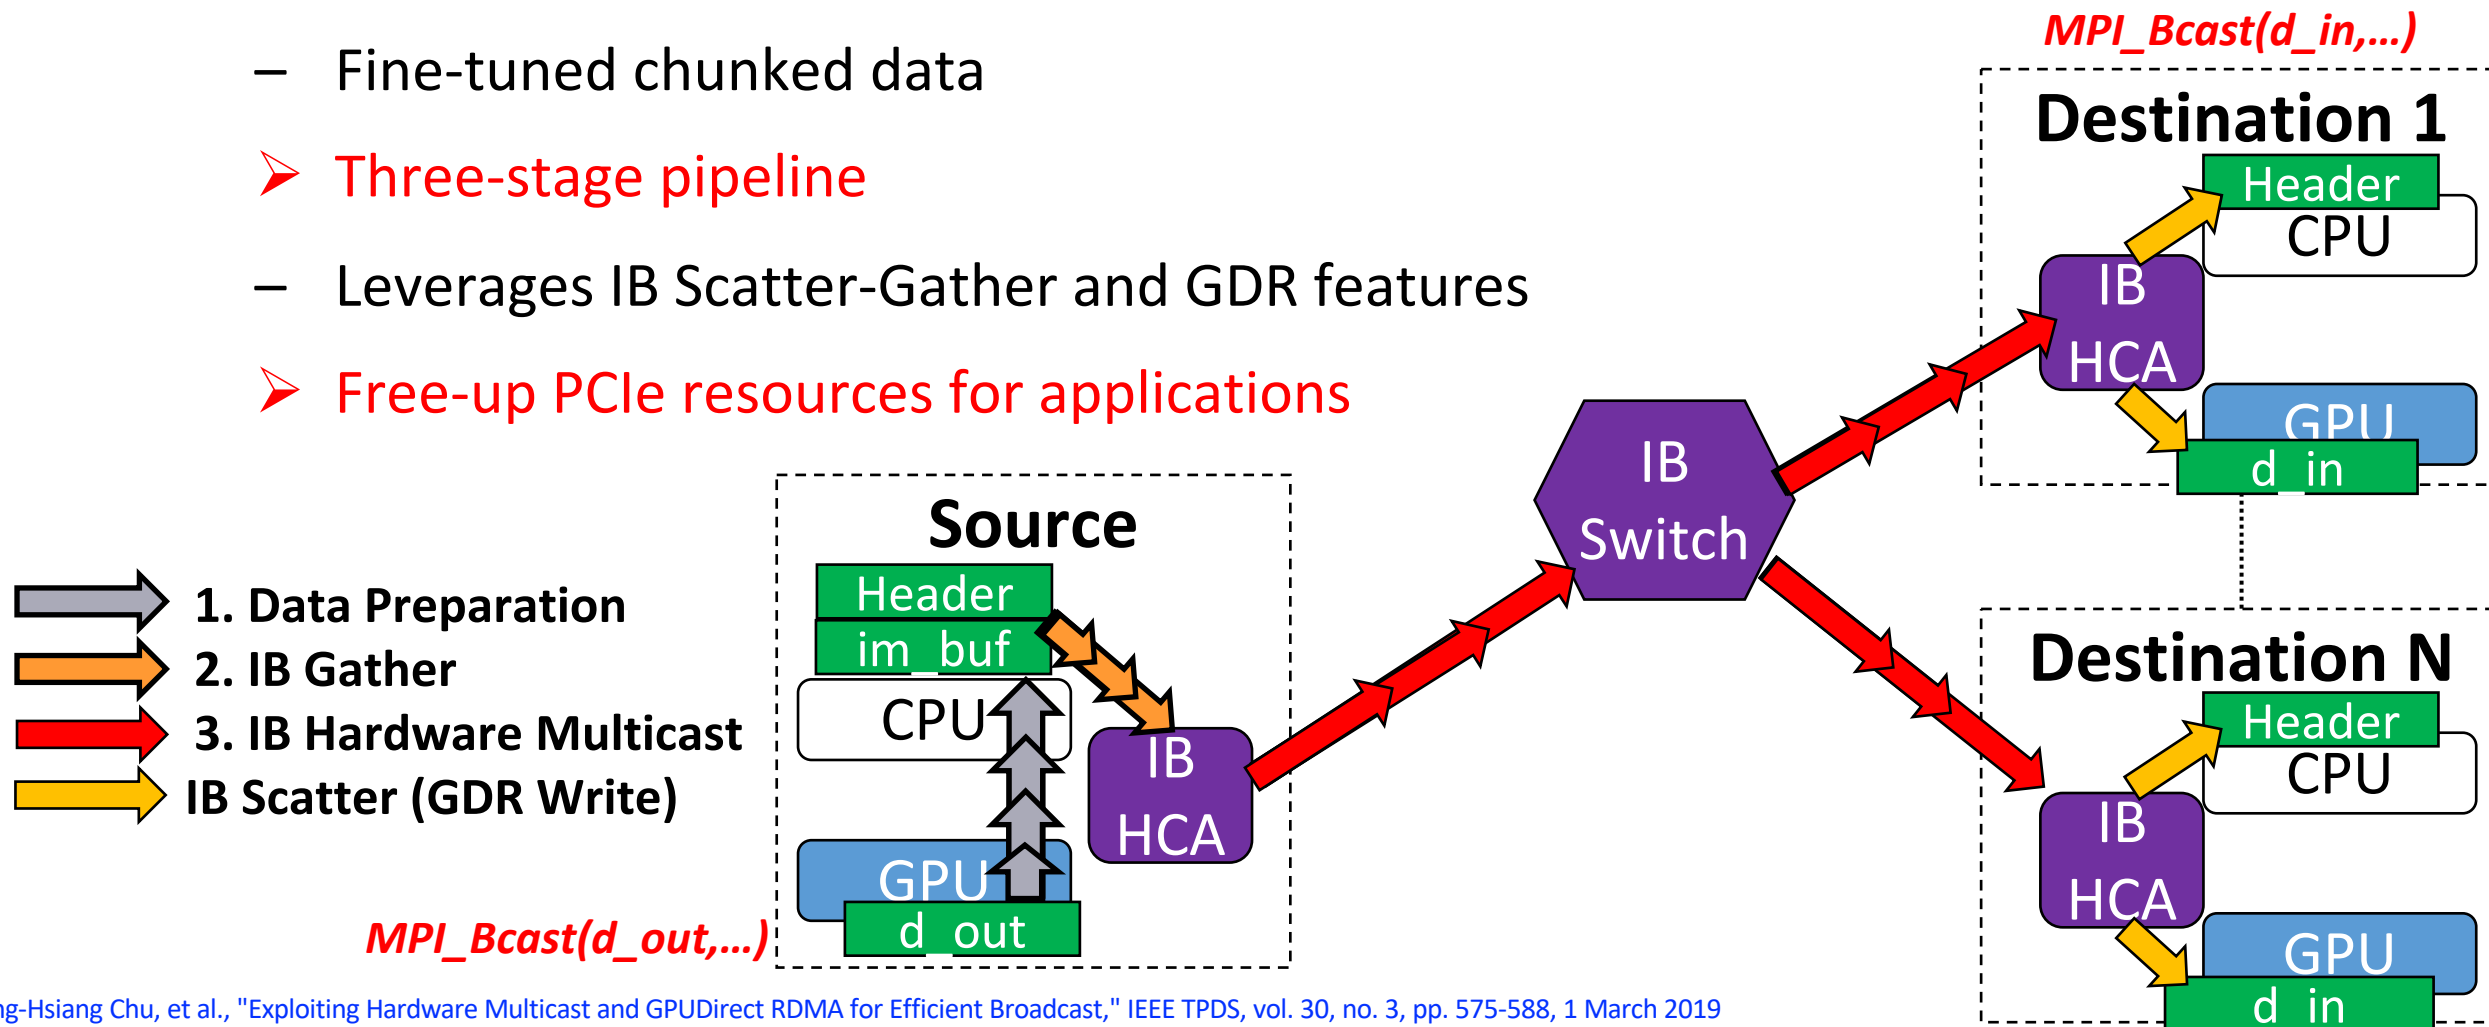 – Fine-tuned chunked data
➢ Three-stage pipeline
– Leverages IB Scatter-Gather and GDR features
➢ Free-up PCIe resources for applications
1. Data Preparation
2. IB Gather
3. IB Hardware Multicast
IB Scatter (GDR Write)
MPI_Bcast(d_out,…)
Source
Header
im_buf
CPU
IB
HCA
GPU
d_out
IB
Switch
MPI_Bcast(d_in,…)
Destination 1
Header
CPU
IB
HCA
GPU
d_in
Destination N
Header
CPU
IB
HCA
GPU
d_in
ng-Hsiang Chu, et al., "Exploiting Hardware Multicast and GPUDirect RDMA for Efficient Broadcast," IEEE TPDS, vol. 30, no. 3, pp. 575-588, 1 March 2019